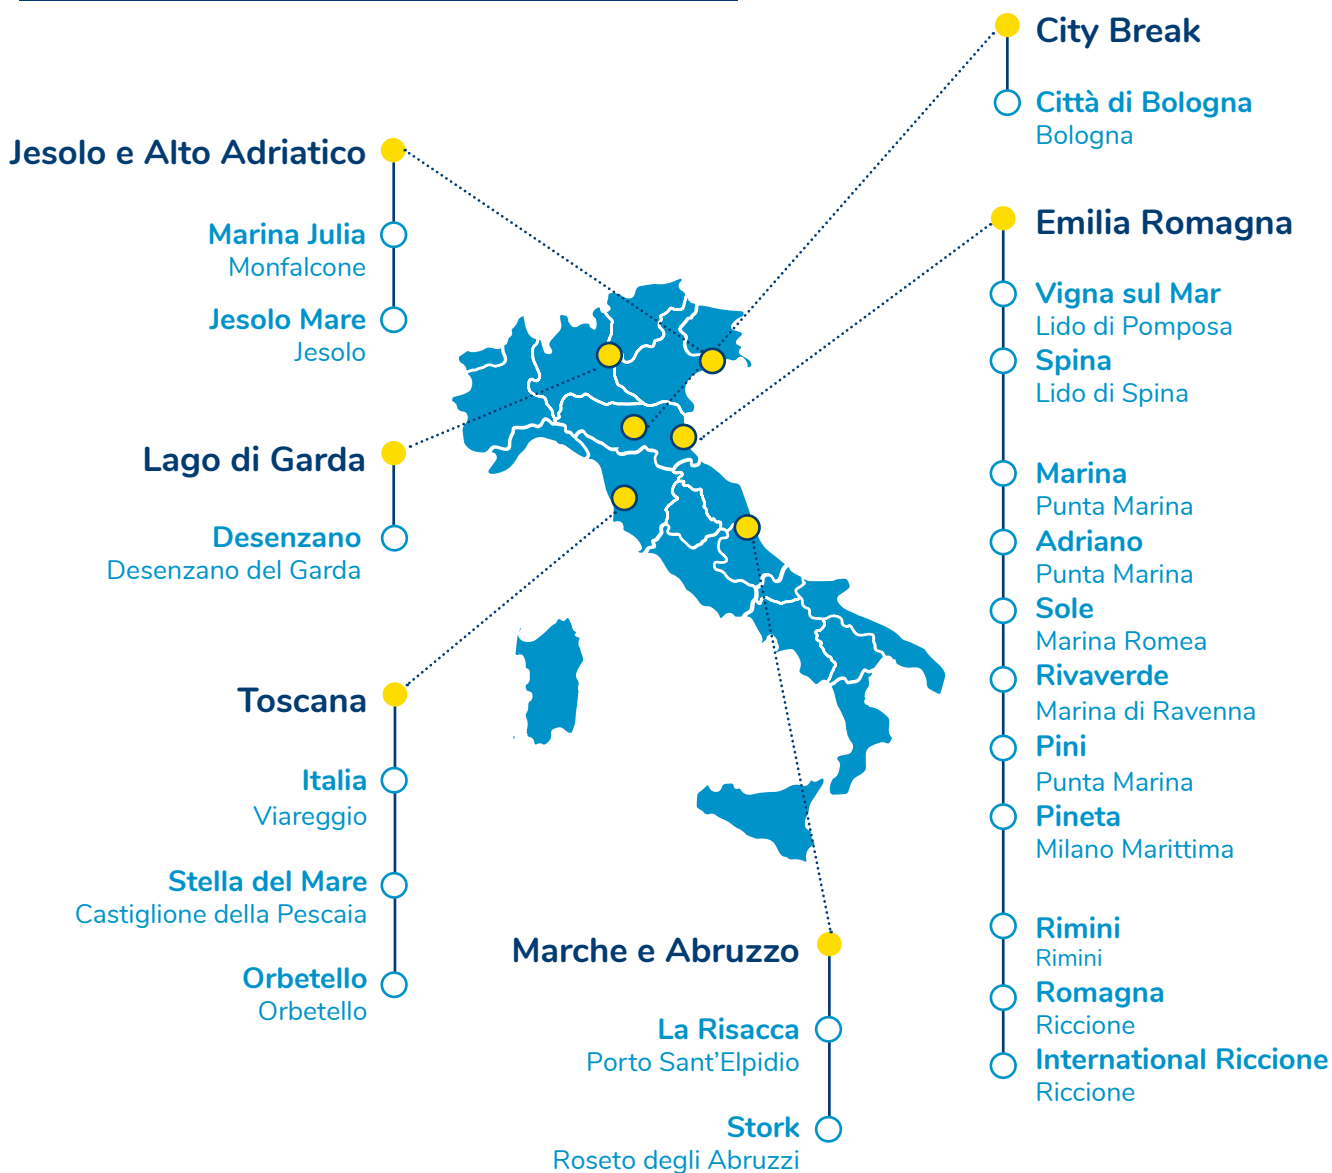 Jesolo e Alto Adriatico
Marina Julia
Monfalcone
Jesolo Mare
Jesolo
Lago di Garda
Desenzano
Desenzano del Garda
Toscana
Italia
Viareggio
Stella del Mare
Castiglione della Pescaia
Orbetello
Orbetello
Marche e Abruzzo
La Risacca
Porto Sant’Elpidio
Stork
Roseto degli Abruzzi
City Break
Città di Bologna
Bologna
Emilia Romagna
Vigna sul Mar
Lido di Pomposa
Spina
Lido di Spina
Marina
Punta Marina
Adriano
Punta Marina
Sole
Marina Romea
Rivaverde
Marina di Ravenna
Pini
Punta Marina
Pineta
Milano Marittima
Rimini
Rimini
Romagna
Riccione
International Riccione
Riccione